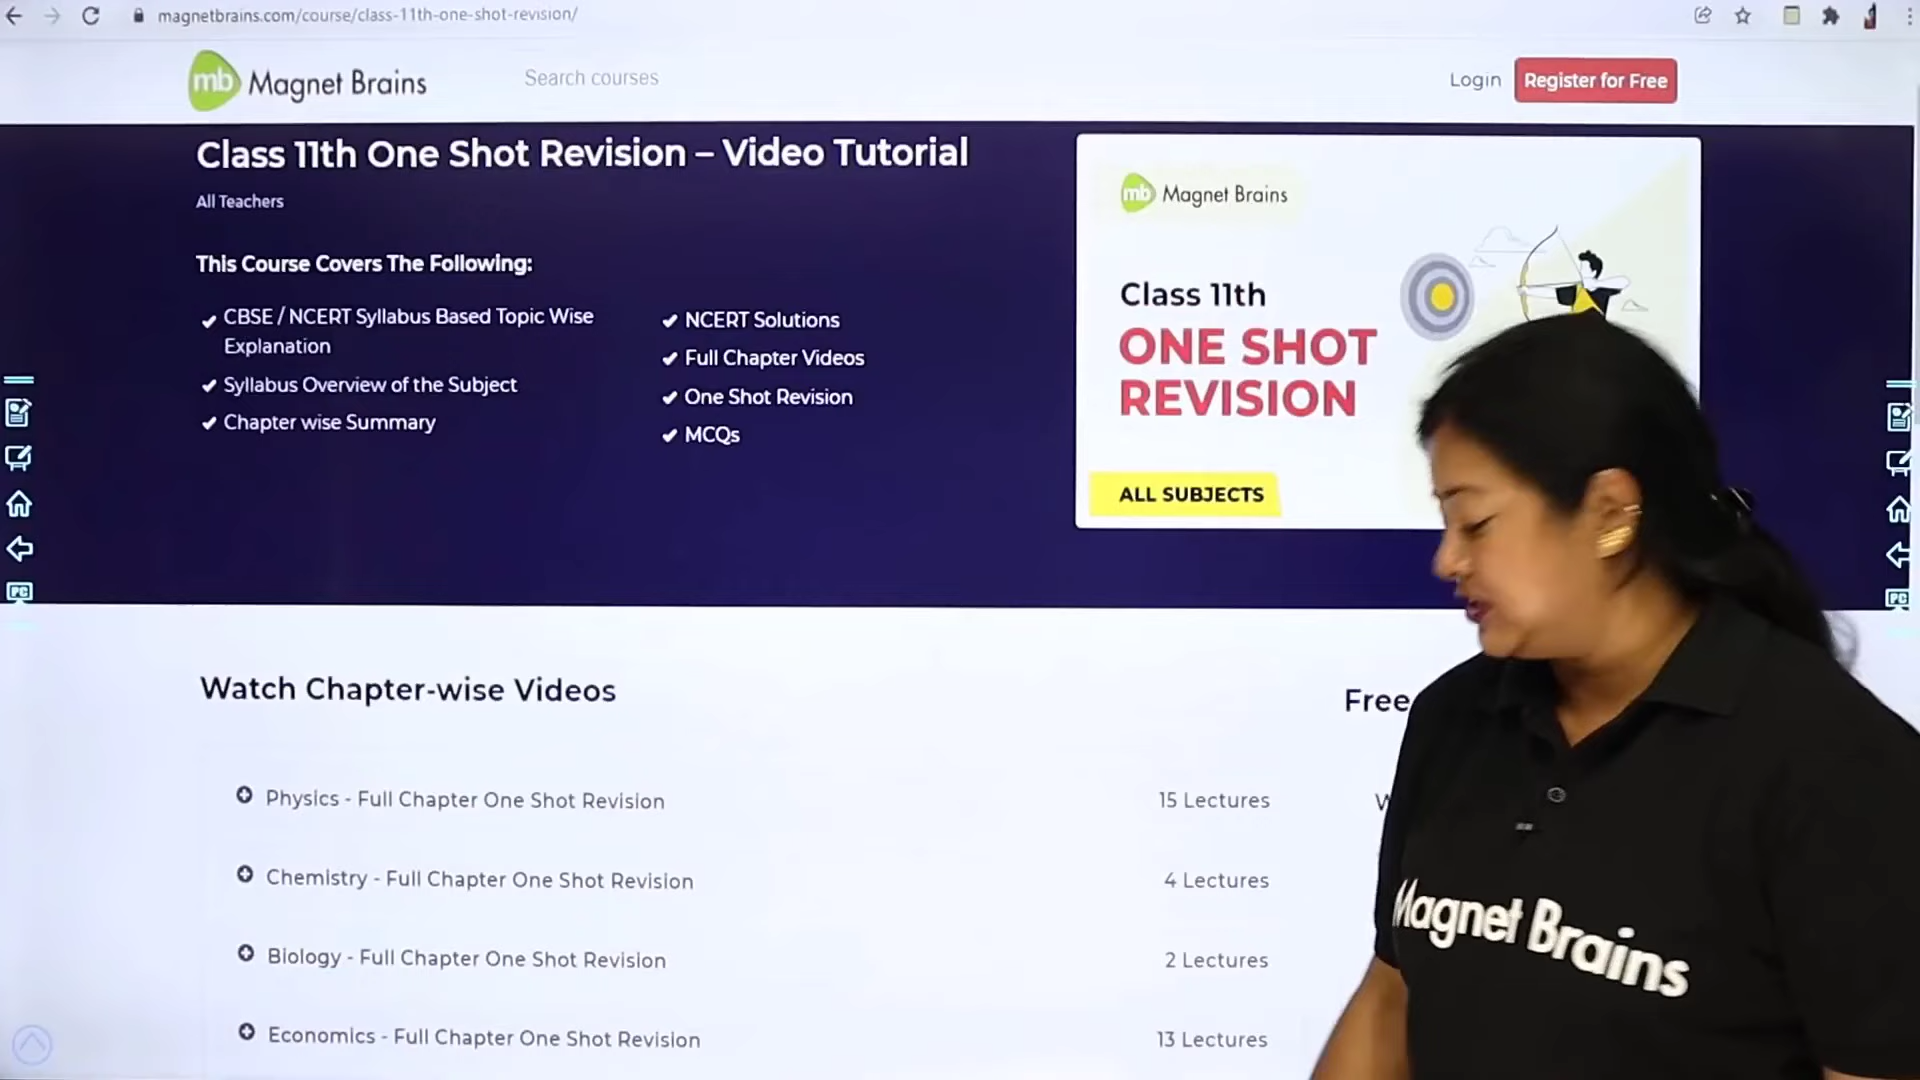 magnetbrains.com/course/class-11th-one-shot-revision/
mb Magnet Brains
Search courses
Login
Register for Free
Class 11th One Shot Revision – Video Tutorial
All Teachers
This Course Covers The Following:
CBSE / NCERT Syllabus Based Topic Wise
Explanation
Syllabus Overview of the Subject
Chapter wise Summary
NCERT Solutions
Full Chapter Videos
One Shot Revision
MCQs
mb Magnet Brains
Class 11th
ONE SHOT
REVISION
ALL SUBJECTS
PC
PC
Watch Chapter-wise Videos
Free
Physics - Full Chapter One Shot Revision
15 Lectures
Chemistry - Full Chapter One Shot Revision
4 Lectures
Biology - Full Chapter One Shot Revision
2 Lectures
Economics - Full Chapter One Shot Revision
13 Lectures
Magnet Brains